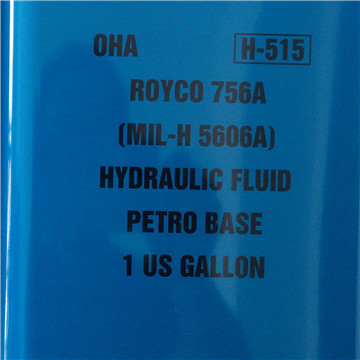 OHA H-515
ROYCO 756A
(MIL-H 5606A)
HYDRAULIC FLUID
PETRO BASE
1 US GALLON